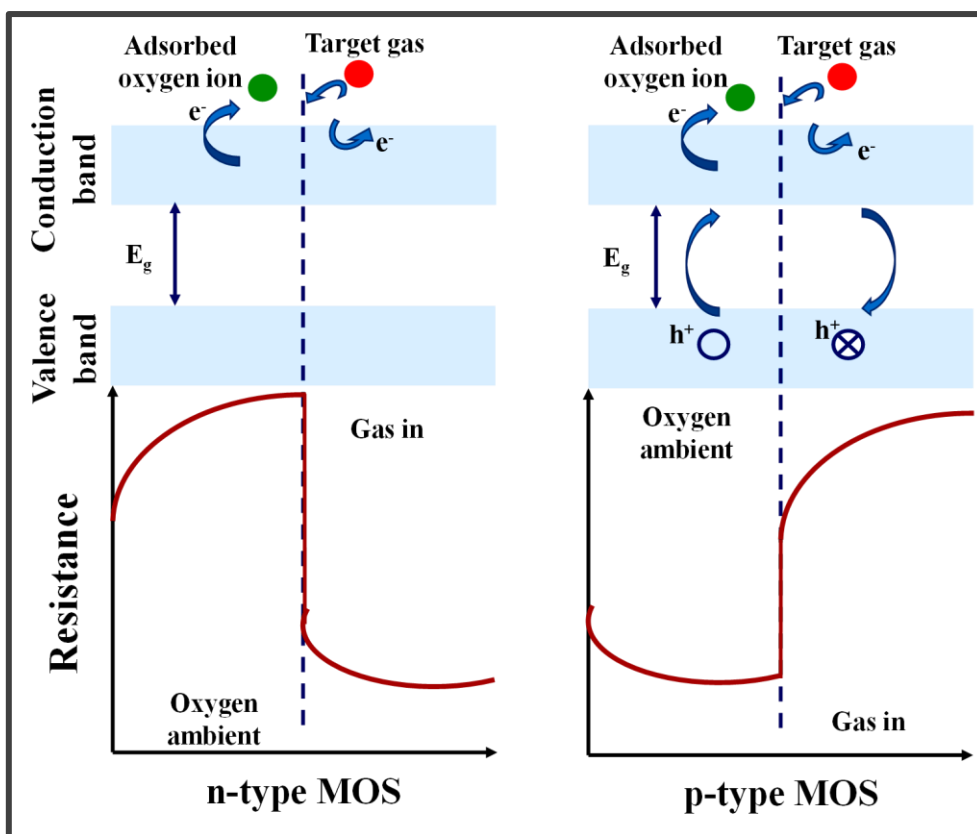 Adsorbed
oxygen ion
Target gas
e-
e-
Conduction
band
Eg
Valence
band
Resistance
Gas in
Oxygen
ambient
n-type MOS
Adsorbed
oxygen ion
Target gas
e-
e-
Eg
h+
h+
Oxygen
ambient
Gas in
p-type MOS